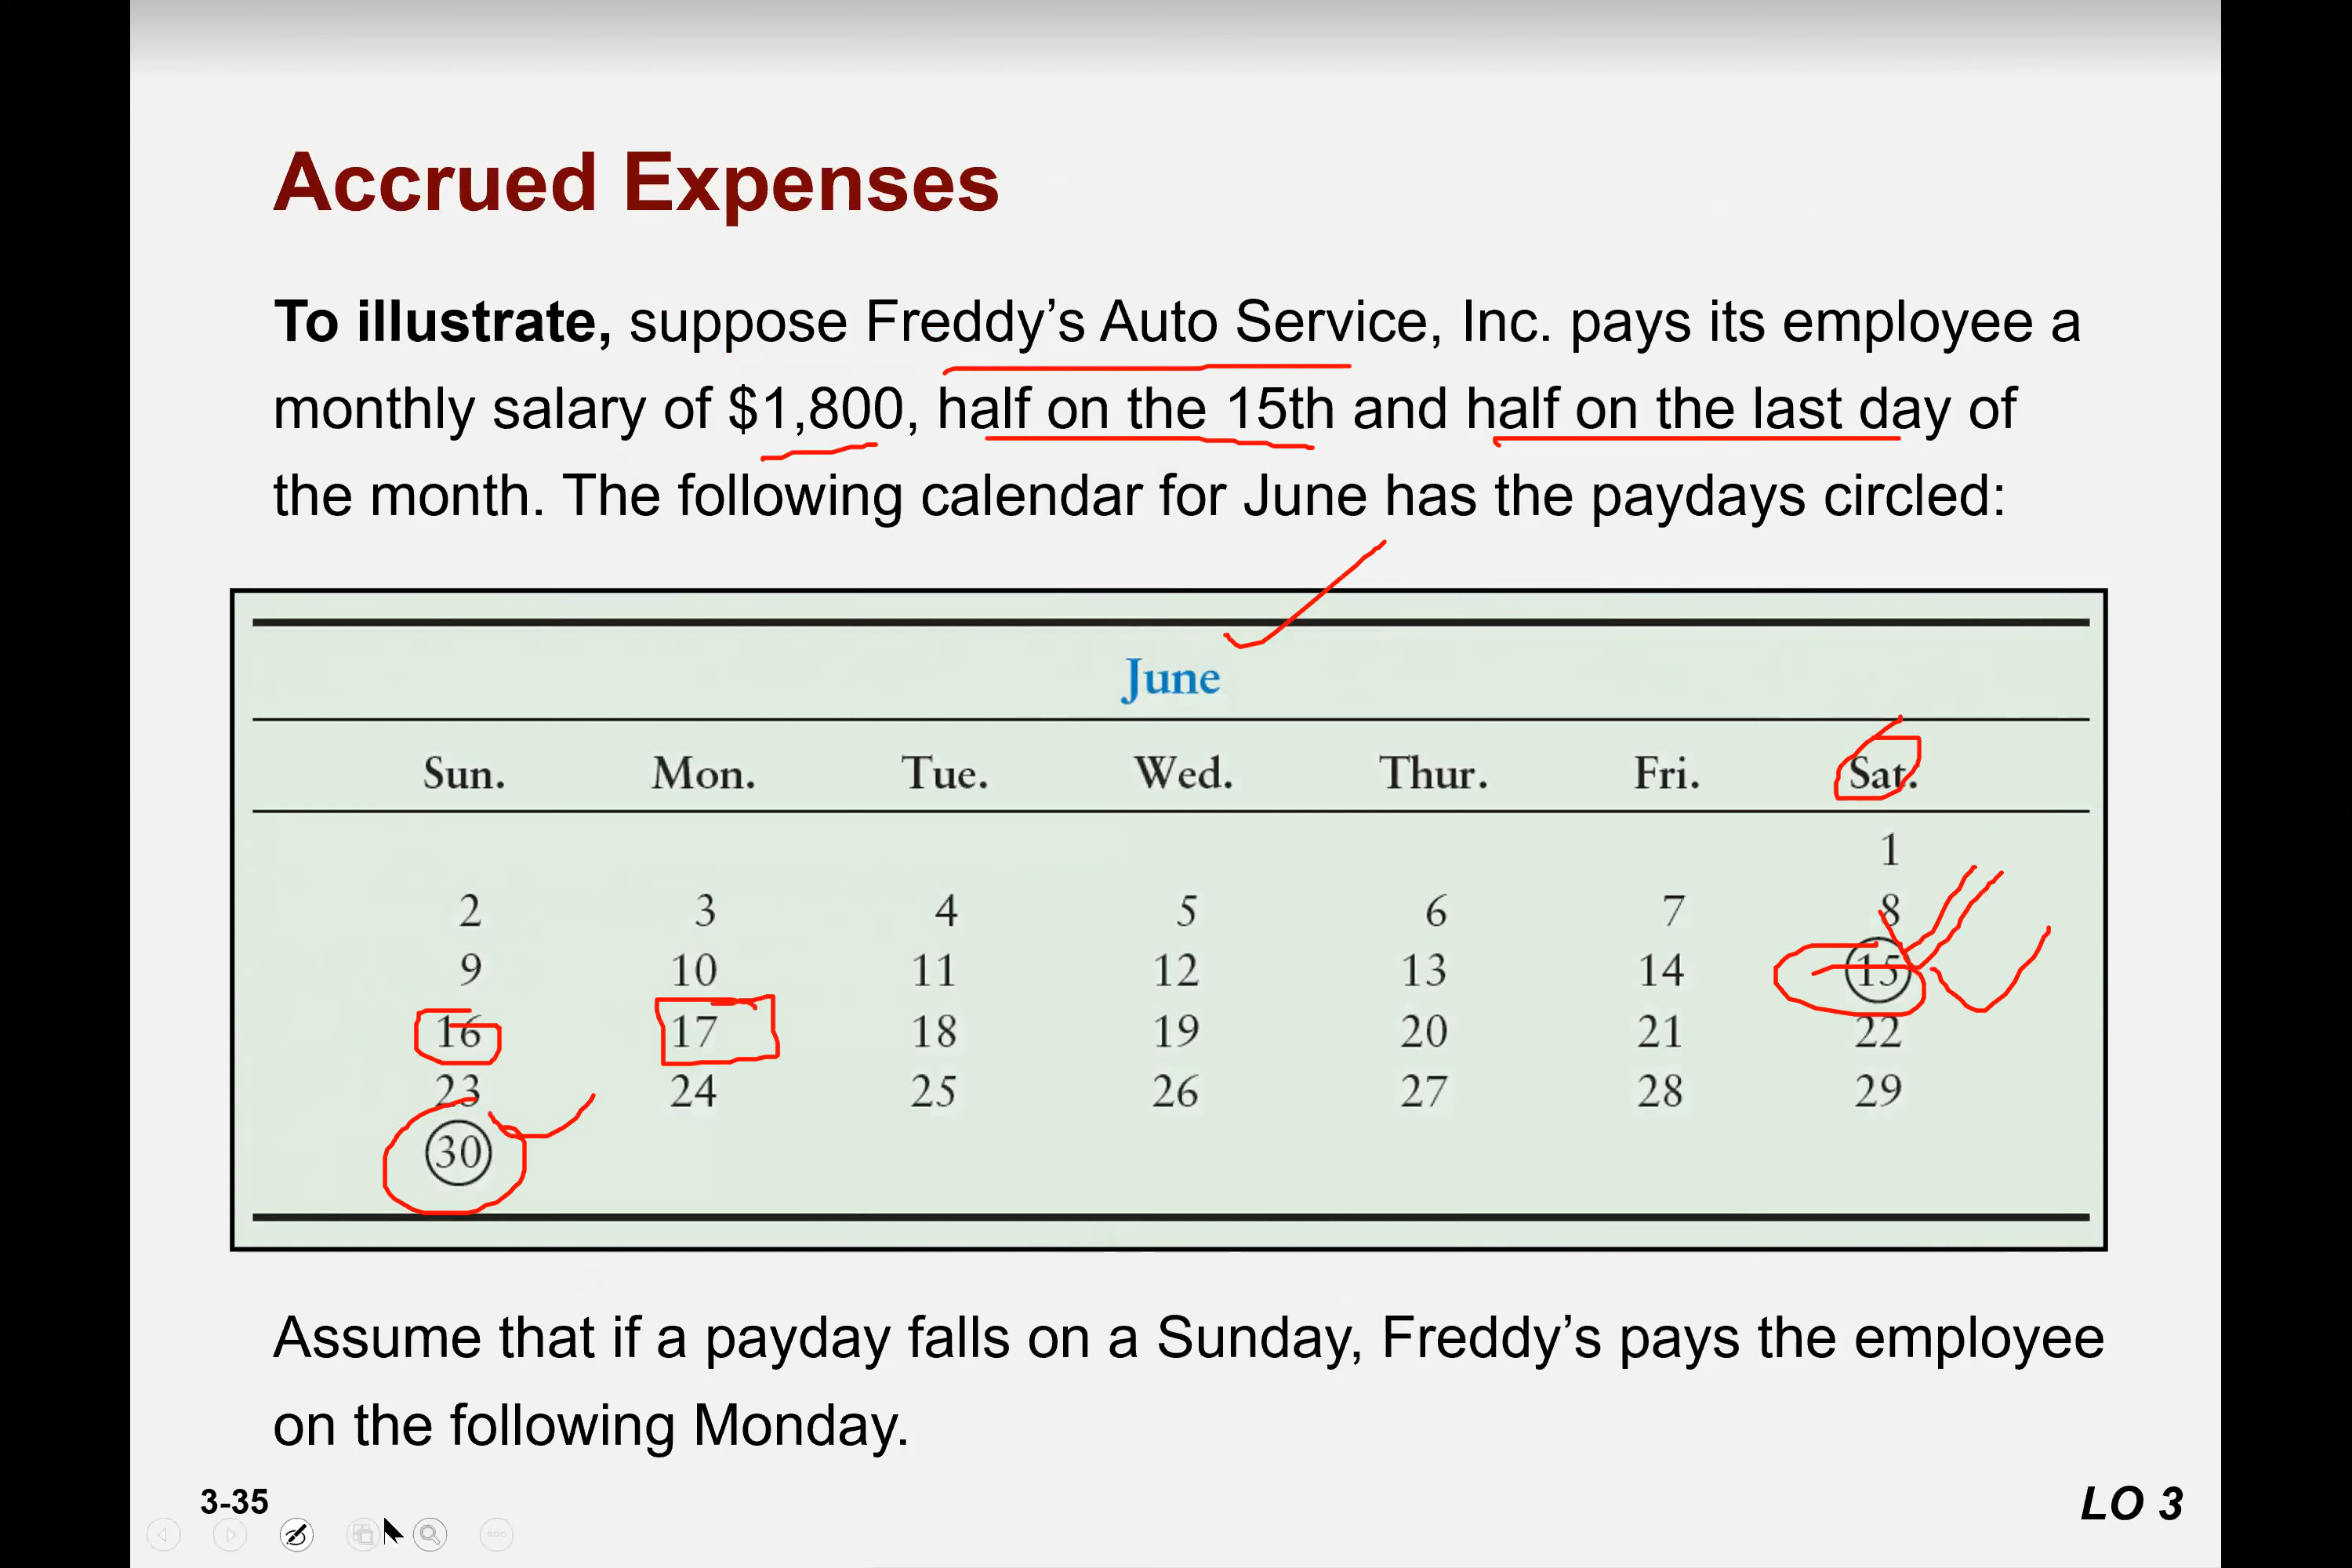 Accrued Expenses
To illustrate, suppose Freddy’s Auto Service, Inc. pays its employee a
monthly salary of $1,800, half on the 15th and half on the last day of
the month. The following calendar for June has the paydays circled:
June
Sun. Mon. Tue. Wed. Thur. Fri. Sat.
1
2 3 4 5 6 7 8
9 10 11 12 13 14 15
16 17 18 19 20 21 22
23 24 25 26 27 28 29
30
Assume that if a payday falls on a Sunday, Freddy’s pays the employee
on the following Monday.
3-35
LO 3